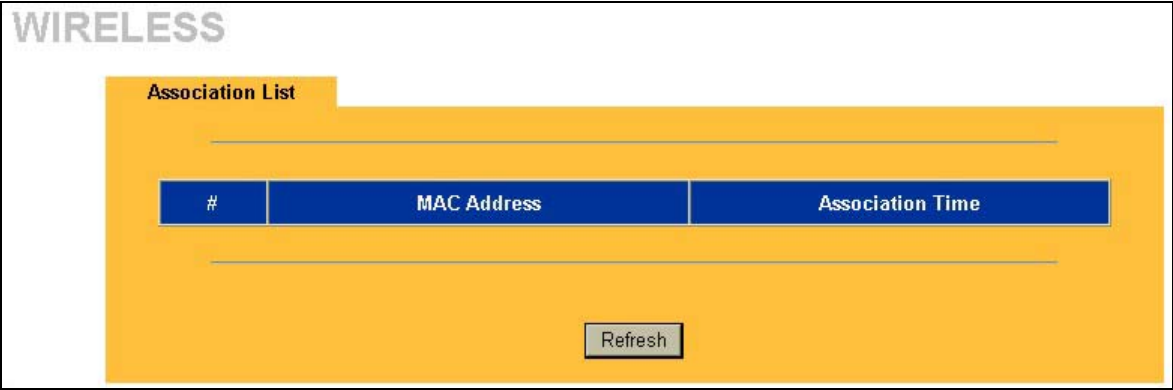 WIRELESS
Association List
# MAC Address Association Time
Refresh